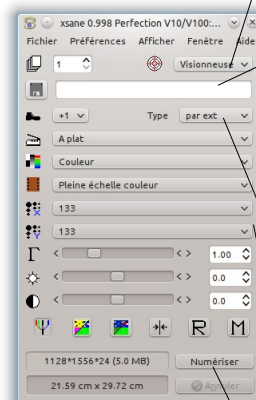 xsane 0.998 Perfection V10/V100:...
Fichier Préférences Afficher Fenêtre Aide
1 Visionneuse
+1 Type par ext
A plat
Couleur
Pleine échelle couleur
133
133
1.00
0.0
0.0
R M
1128*1556*24 (5.0 MB) Numériser
21.59 cm x 29.72 cm Annuler